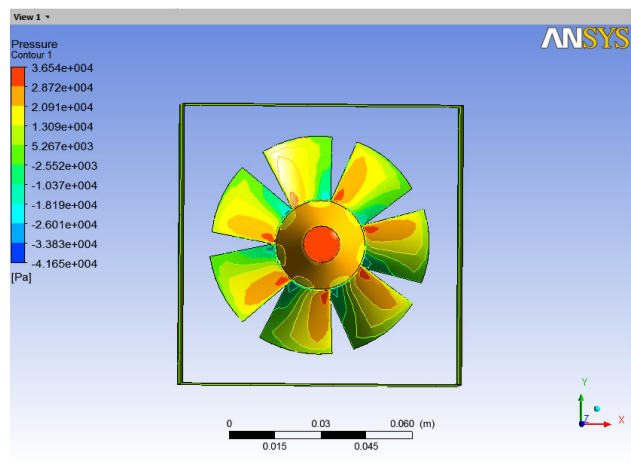 View 1
ANSYS
Pressure
Contour 1
3.654e+004
2.872e+004
2.091e+004
1.309e+004
5.267e+003
-2.552e+003
-1.037e+004
-1.819e+004
-2.601e+004
-3.383e+004
-4.165e+004
[Pa]
0 0.03 0.060 (m)
0.015 0.045
Y
Z X